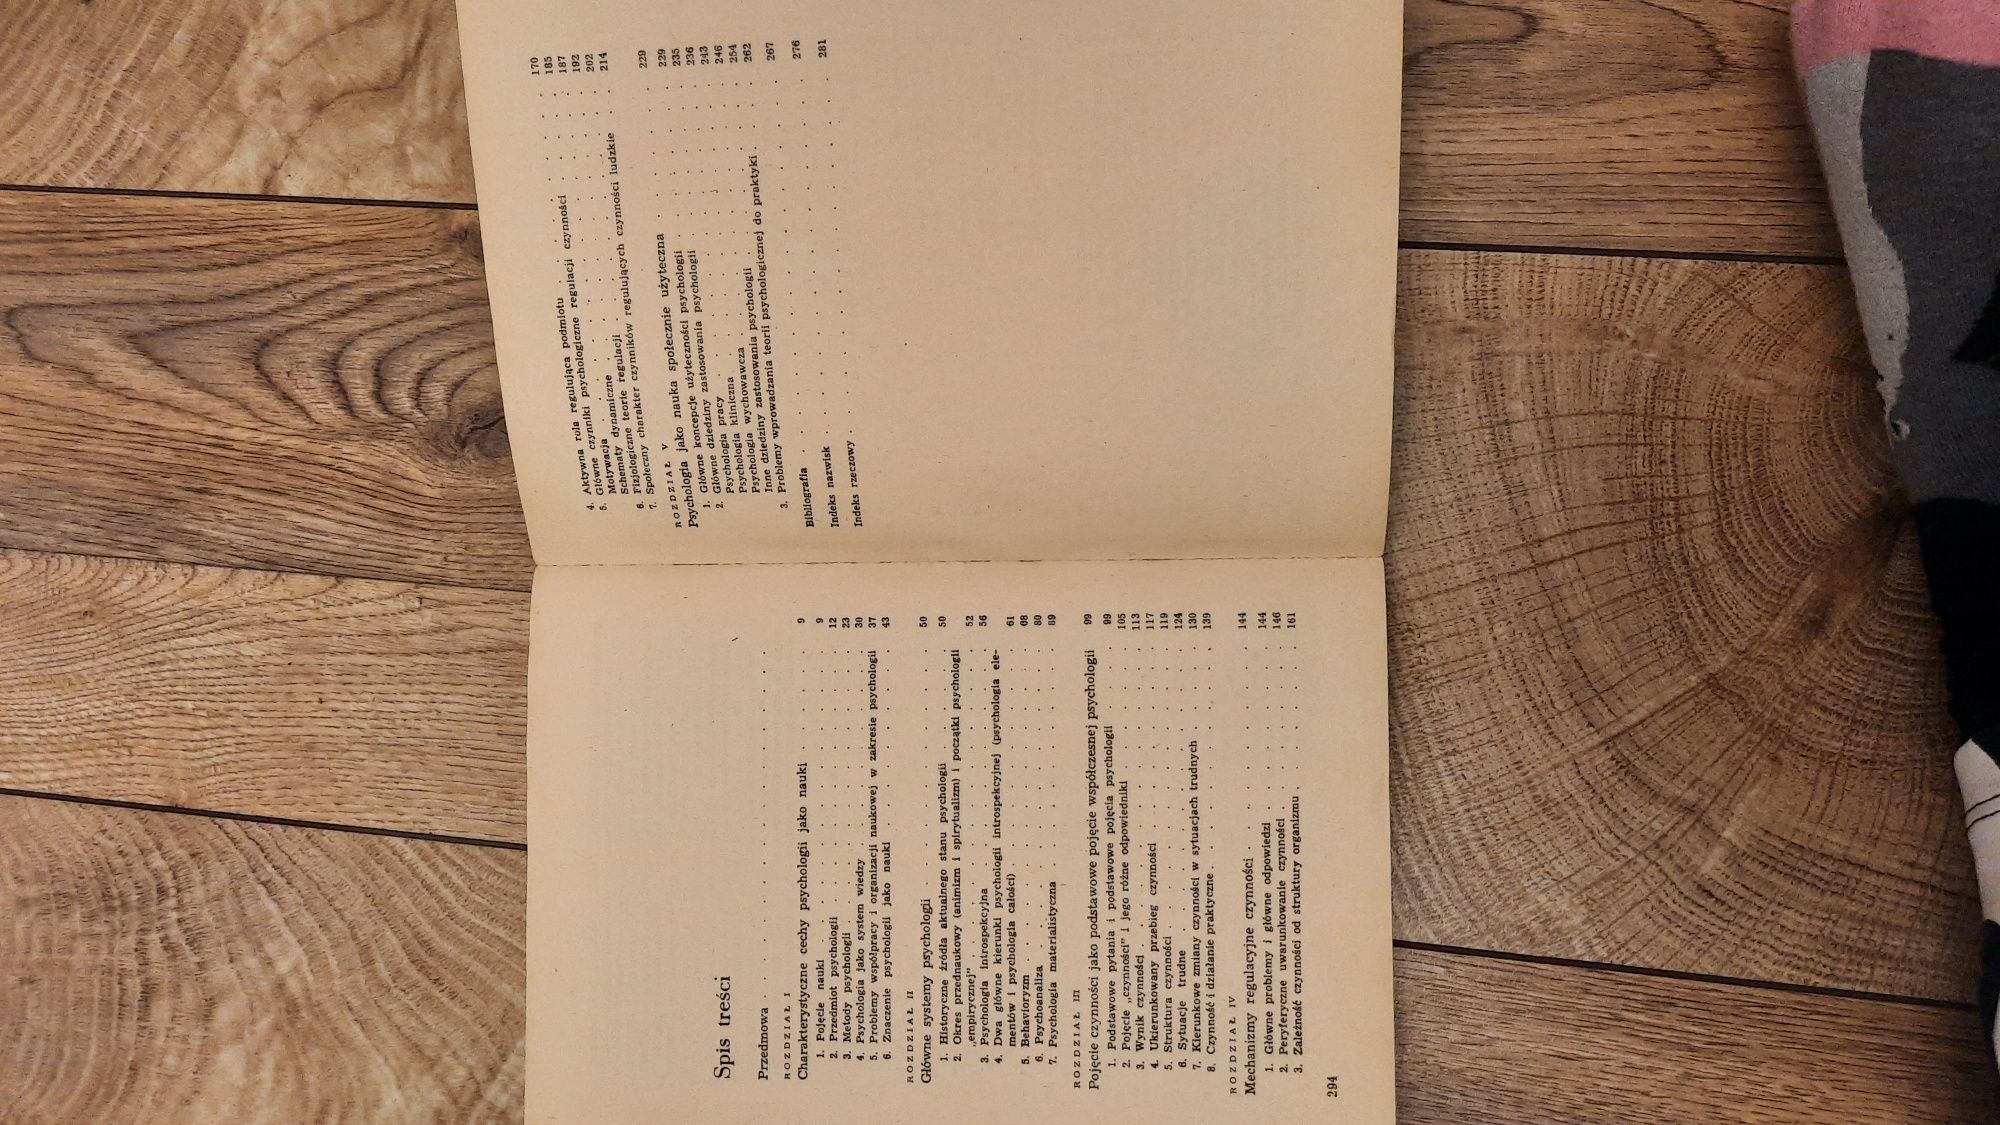 Spis treści
Przedmowa . . . . . . . . . . . . . . .
ROZDZIAŁ I
Charakterystyczne cechy psychologii jako nauki . . . . . 9
1. Pojęcie nauki . . . . . . . . . . . 9
2. Przedmiot psychologii . . . . . . . . . . 12
3. Metody psychologii . . . . . . . . . . 23
4. Psychologia jako system wiedzy . . . . . . . . 30
5. Problemy współpracy i organizacji naukowej w zakresie psychologii 37
6. Znaczenie psychologii jako nauki . . . . . . . . 43
ROZDZIAŁ II
Główne systemy psychologii . . . . . . . . . 50
1. Historyczne źródła aktualnego stanu psychologii . . . . . 50
2. Okres przednaukowy (animizm i spirytualizm) i początki psychologii
„empirycznej” . . . . . . . . . . . . 52
3. Psychologia introspekcyjna . . . . . . . . . 56
4. Dwa główne kierunki psychologii introspekcyjnej (psychologia ele-
mentów i psychologia całości) . . . . . . . . . 61
5. Behavioryzm . . . . . . . . . . . . 68
6. Psychoanaliza . . . . . . . . . . . . 80
7. Psychologia materialistyczna . . . . . . . . . 89
ROZDZIAŁ III
Pojęcie czynności jako podstawowe pojęcie współczesnej psychologii 99
1. Podstawowe pytania i podstawowe pojęcia psychologii . . . . 99
2. Pojęcie „czynności” i jego różne odpowiedniki . . . . . . 105
3. Wynik czynności . . . . . . . . . . . 113
4. Ukierunkowany przebieg czynności . . . . . . . . 117
5. Struktura czynności . . . . . . . . . . . 119
6. Sytuacje trudne . . . . . . . . . . . 124
7. Kierunkowe zmiany czynności w sytuacjach trudnych . . . . 130
8. Czynność i działanie praktyczne . . . . . . . . . 139
ROZDZIAŁ IV
Mechanizmy regulacyjne czynności . . . . . . . . 144
1. Główne problemy i główne odpowiedzi . . . . . . . 144
2. Peryferyczne uwarunkowanie czynności . . . . . . . 146
3. Zależność czynności od struktury organizmu . . . . . . 161
294
4. Aktywna rola regulująca podmiotu . . . . . . . . 170
5. Główne czynniki psychologiczne regulacji czynności . . . . 185
Motywacja . . . . . . . . . . . . . 187
Schematy dynamiczne . . . . . . . . . . 192
6. Fizjologiczne teorie regulacji . . . . . . . . . 202
7. Społeczny charakter czynników regulujących czynności ludzkie . 214
ROZDZIAŁ V
Psychologia jako nauka społecznie użyteczna . . . . . 229
1. Główne koncepcje użyteczności psychologii . . . . . . 229
2. Główne dziedziny zastosowania psychologii . . . . . . 235
Psychologia pracy . . . . . . . . . . . 236
Psychologia kliniczna . . . . . . . . . . 243
Psychologia wychowawcza . . . . . . . . . 246
Inne dziedziny zastosowania psychologii . . . . . . . 254
3. Problemy wprowadzania teorii psychologicznej do praktyki . . 262
Bibliografia . . . . . . . . . . . . . 267
Indeks nazwisk . . . . . . . . . . . . 276
Indeks rzeczowy . . . . . . . . . . . . 281